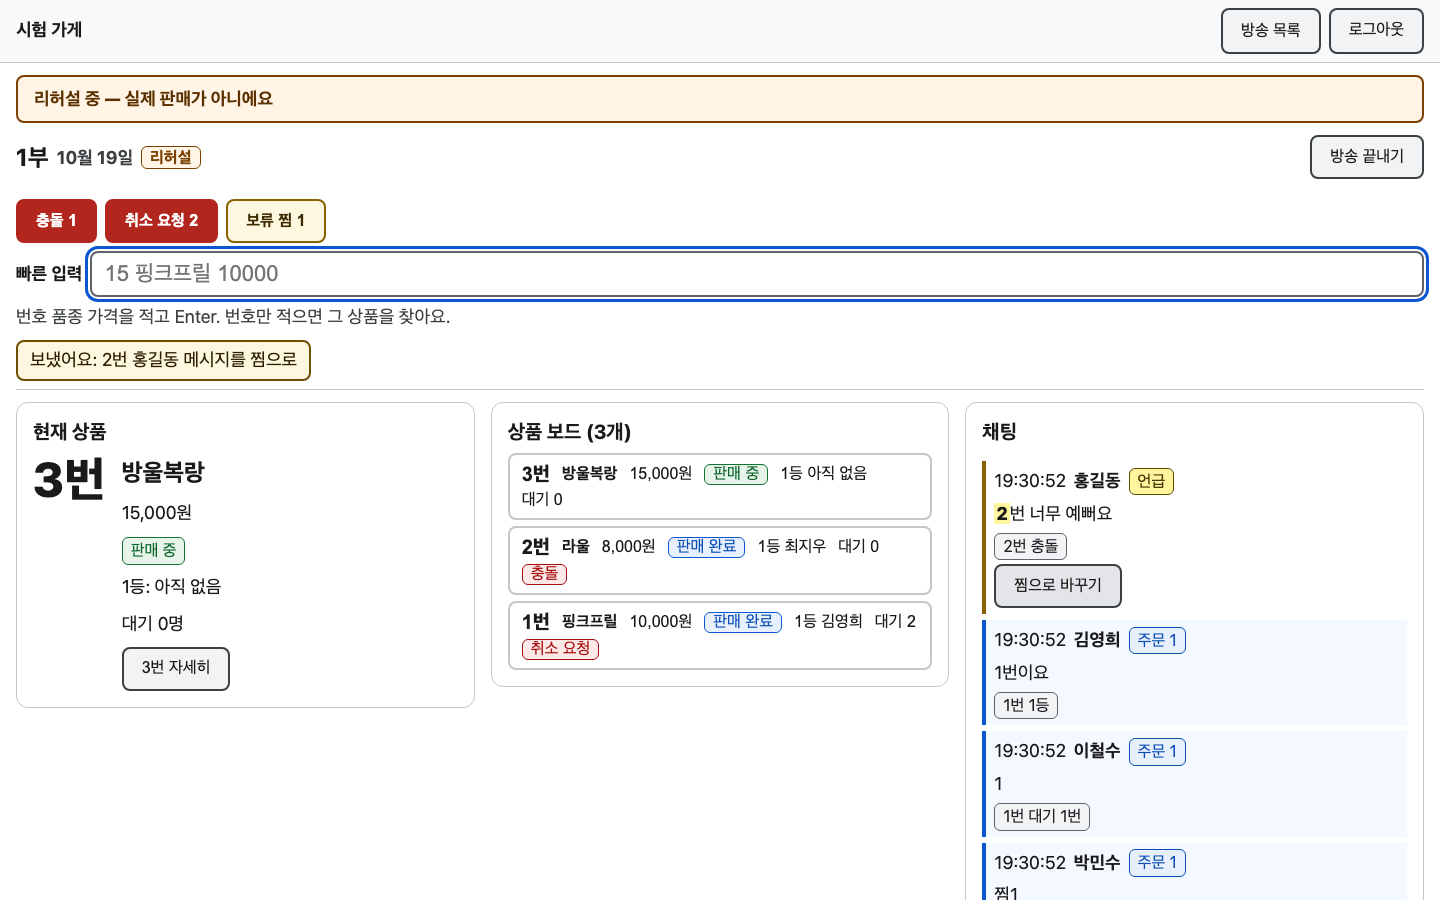 시험 가게
방송 목록
로그아웃
리허설 중 — 실제 판매가 아니에요
1부 10월 19일 리허설
방송 끝내기
충돌 1
취소 요청 2
보류 찜 1
빠른 입력
15 핑크프릴 10000
번호 품종 가격을 적고 Enter. 번호만 적으면 그 상품을 찾아요.
보냈어요: 2번 홍길동 메시지를 찜으로
현재 상품
3번
방울복랑
15,000원
판매 중
1등: 아직 없음
대기 0명
3번 자세히
상품 보드 (3개)
3번 방울복랑 15,000원 판매 중 1등 아직 없음
대기 0
2번 라울 8,000원 판매 완료 1등 최지우 대기 0
충돌
1번 핑크프릴 10,000원 판매 완료 1등 김영희 대기 2
취소 요청
채팅
19:30:52 홍길동 언급
2번 너무 예뻐요
2번 충돌
찜으로 바꾸기
19:30:52 김영희 주문 1
1번이요
1번 1등
19:30:52 이철수 주문 1
1
1번 대기 1번
19:30:52 박민수 주문 1
찜1